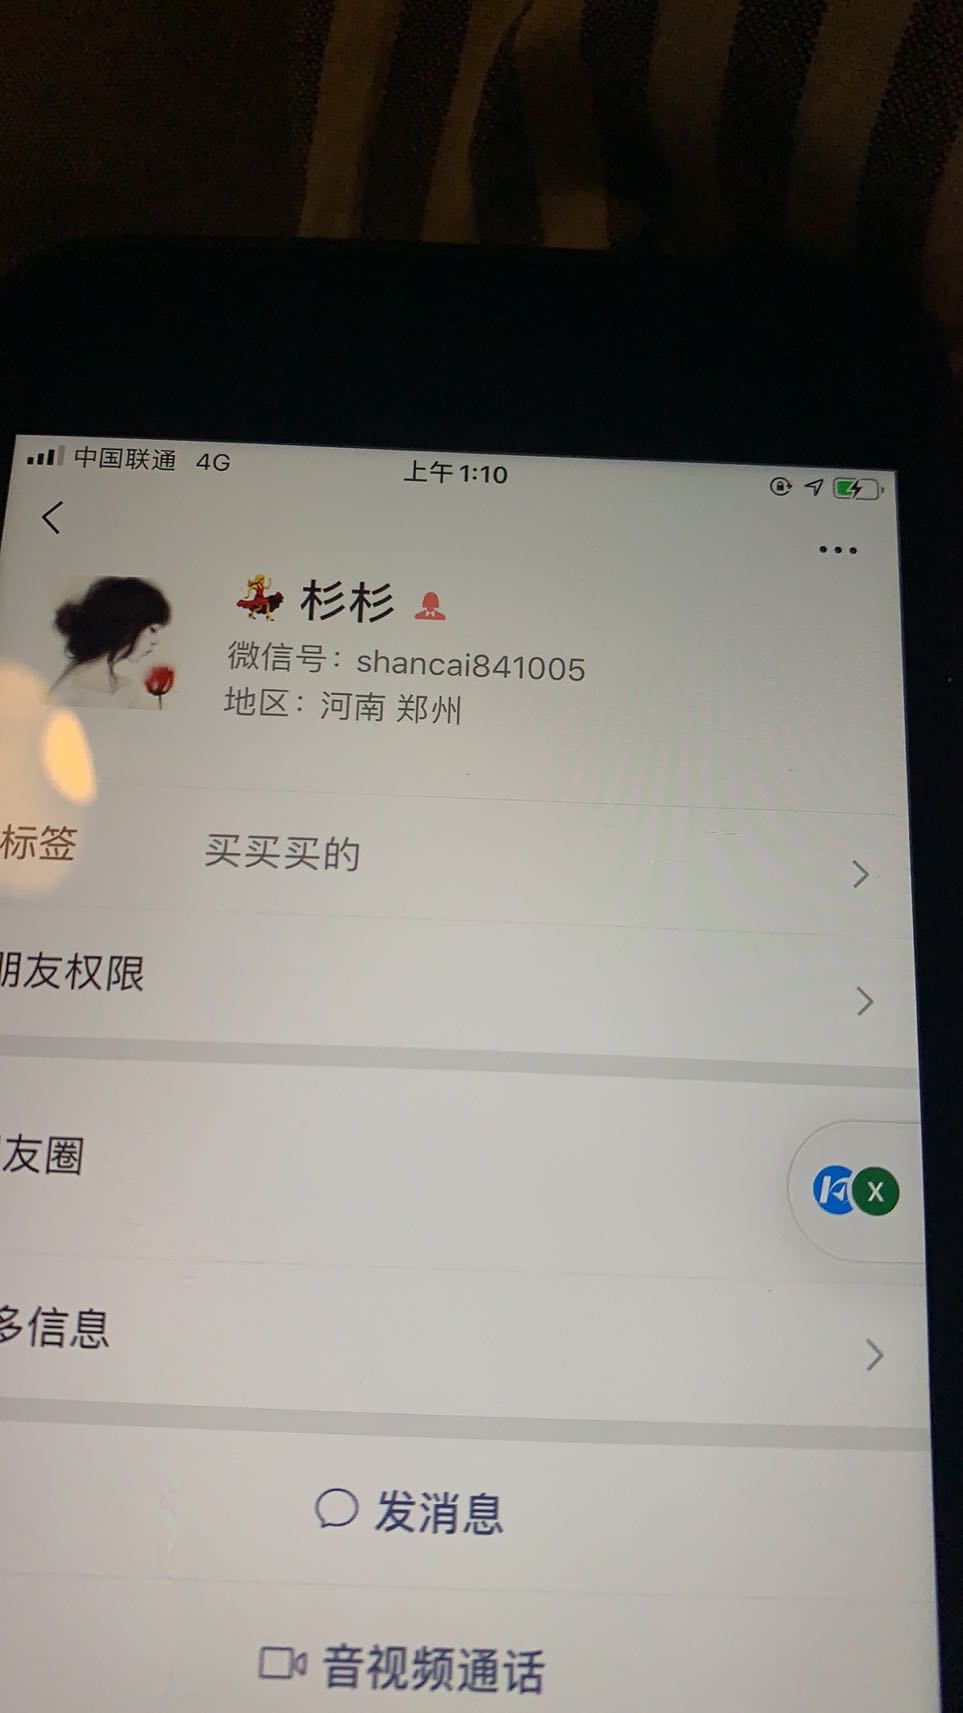 中国联通 4G 上午1:10
杉杉
微信号：shancai841005
地区：河南 郑州
标签 买买买的
朋友权限
友圈
X
多信息
发消息
音视频通话